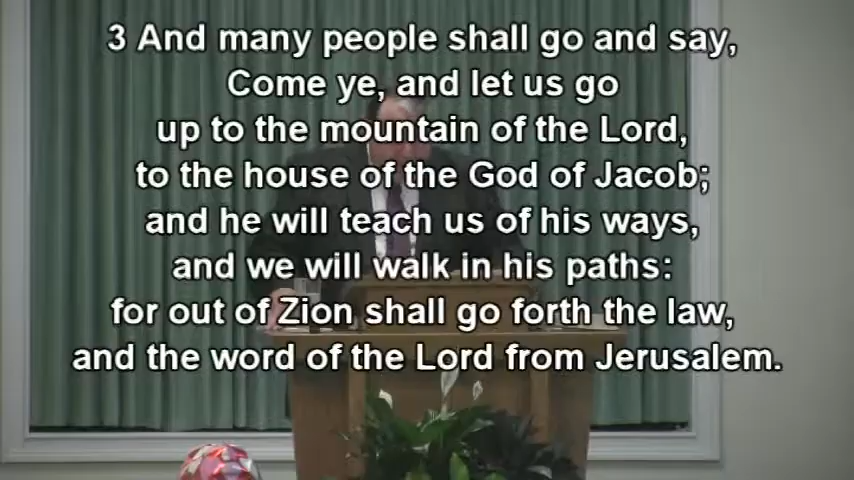 3 And many people shall go and say,
Come ye, and let us go
up to the mountain of the Lord,
to the house of the God of Jacob;
and he will teach us of his ways,
and we will walk in his paths:
for out of Zion shall go forth the law,
and the word of the Lord from Jerusalem.